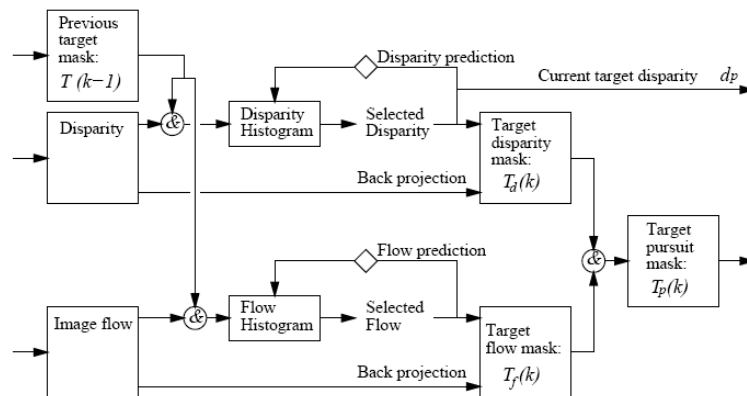 Previous
target
mask:
T (k−1)
Disparity prediction
Current target disparity dp
Disparity
&
Disparity
Histogram
Selected
Disparity
Target
disparity
mask:
Td(k)
Back projection
Flow prediction
Target
pursuit
mask:
Tp(k)
&
Image flow
&
Flow
Histogram
Selected
Flow
Target
flow mask:
Tf(k)
Back projection